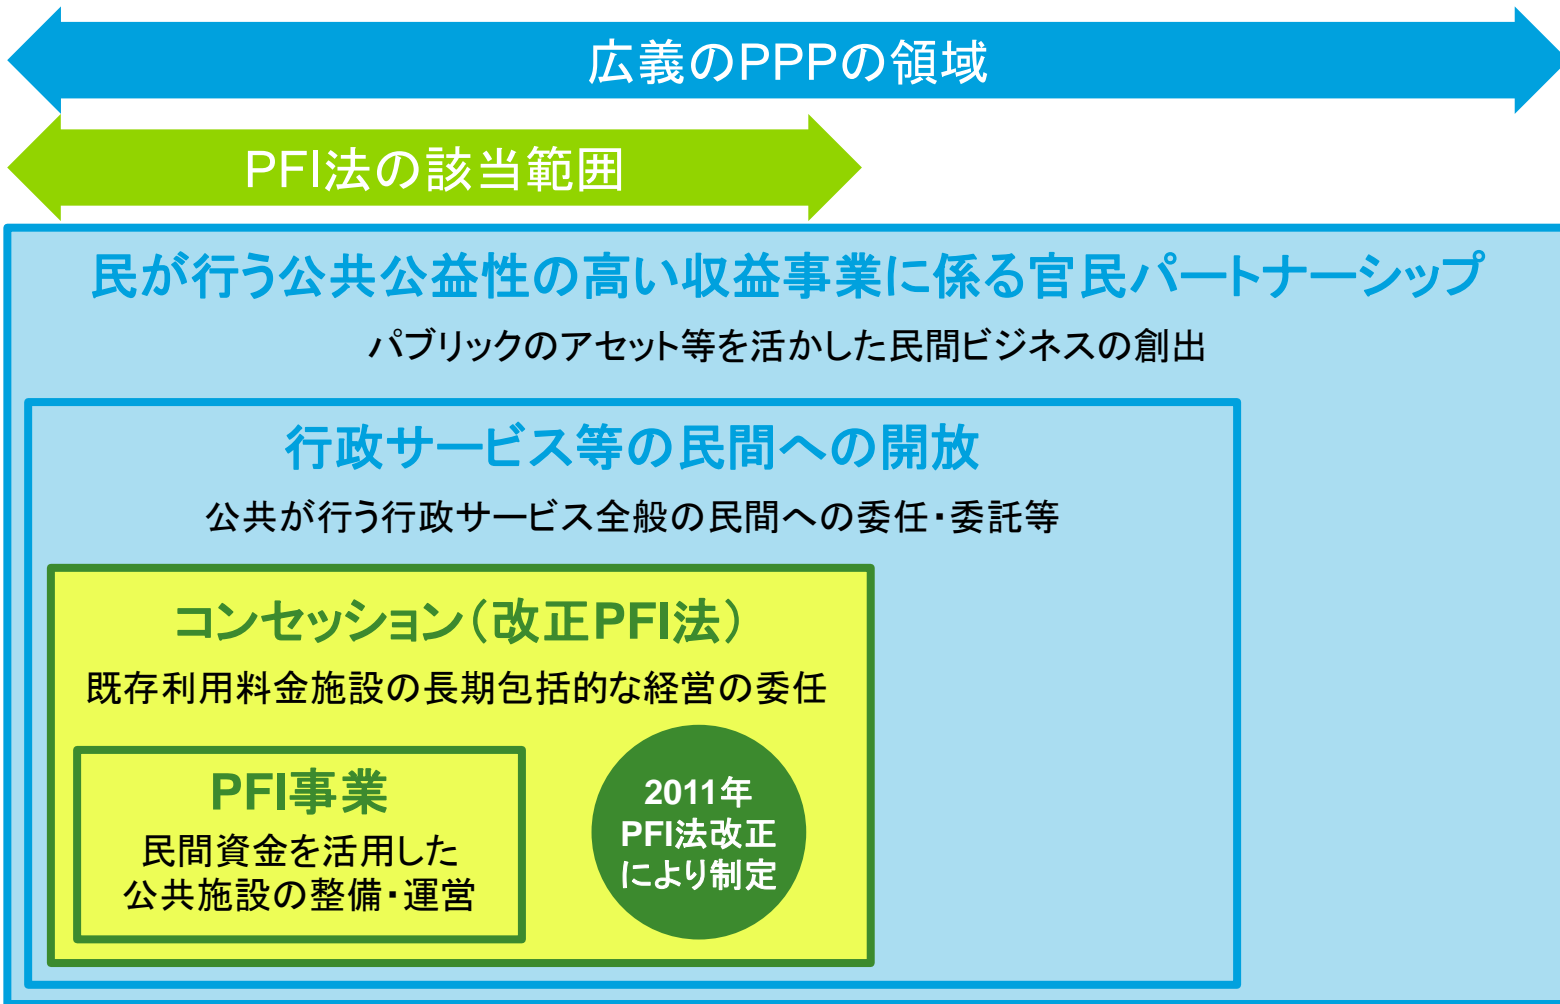 広義のPPPの領域
PFI法の該当範囲
民が行う公共公益性の高い収益事業に係る官民パートナーシップ
パブリックのアセット等を活かした民間ビジネスの創出
行政サービス等の民間への開放
公共が行う行政サービス全般の民間への委任・委託等
コンセッション（改正PFI法）
既存利用料金施設の長期包括的な経営の委任
PFI事業
民間資金を活用した
公共施設の整備・運営
2011年
PFI法改正
により制定